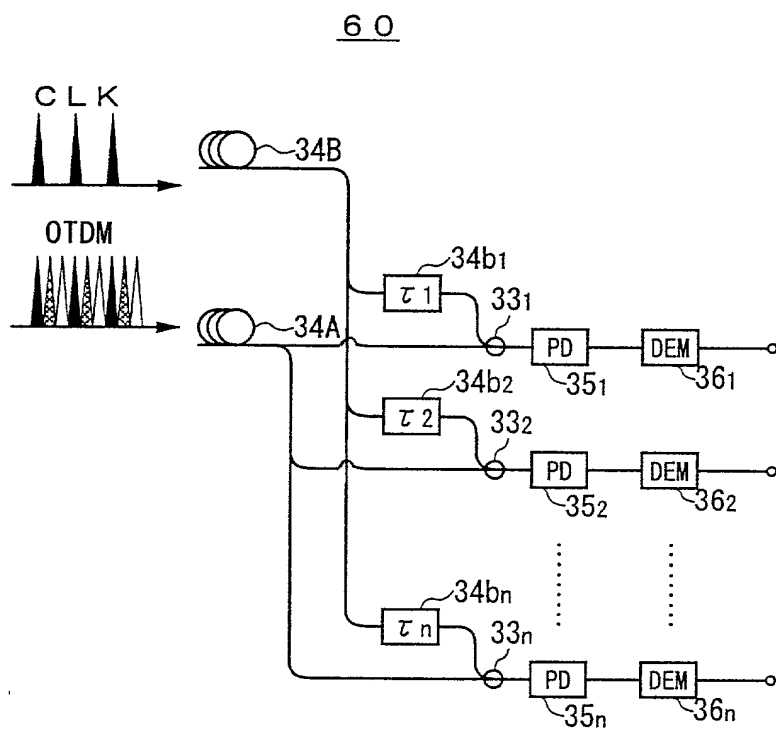 60
CLK
34B
OTDM
34A
34b1
τ1
331
PD
DEM
351
361
34b2
τ2
332
PD
DEM
352
362
34bn
τn
33n
PD
DEM
35n
36n